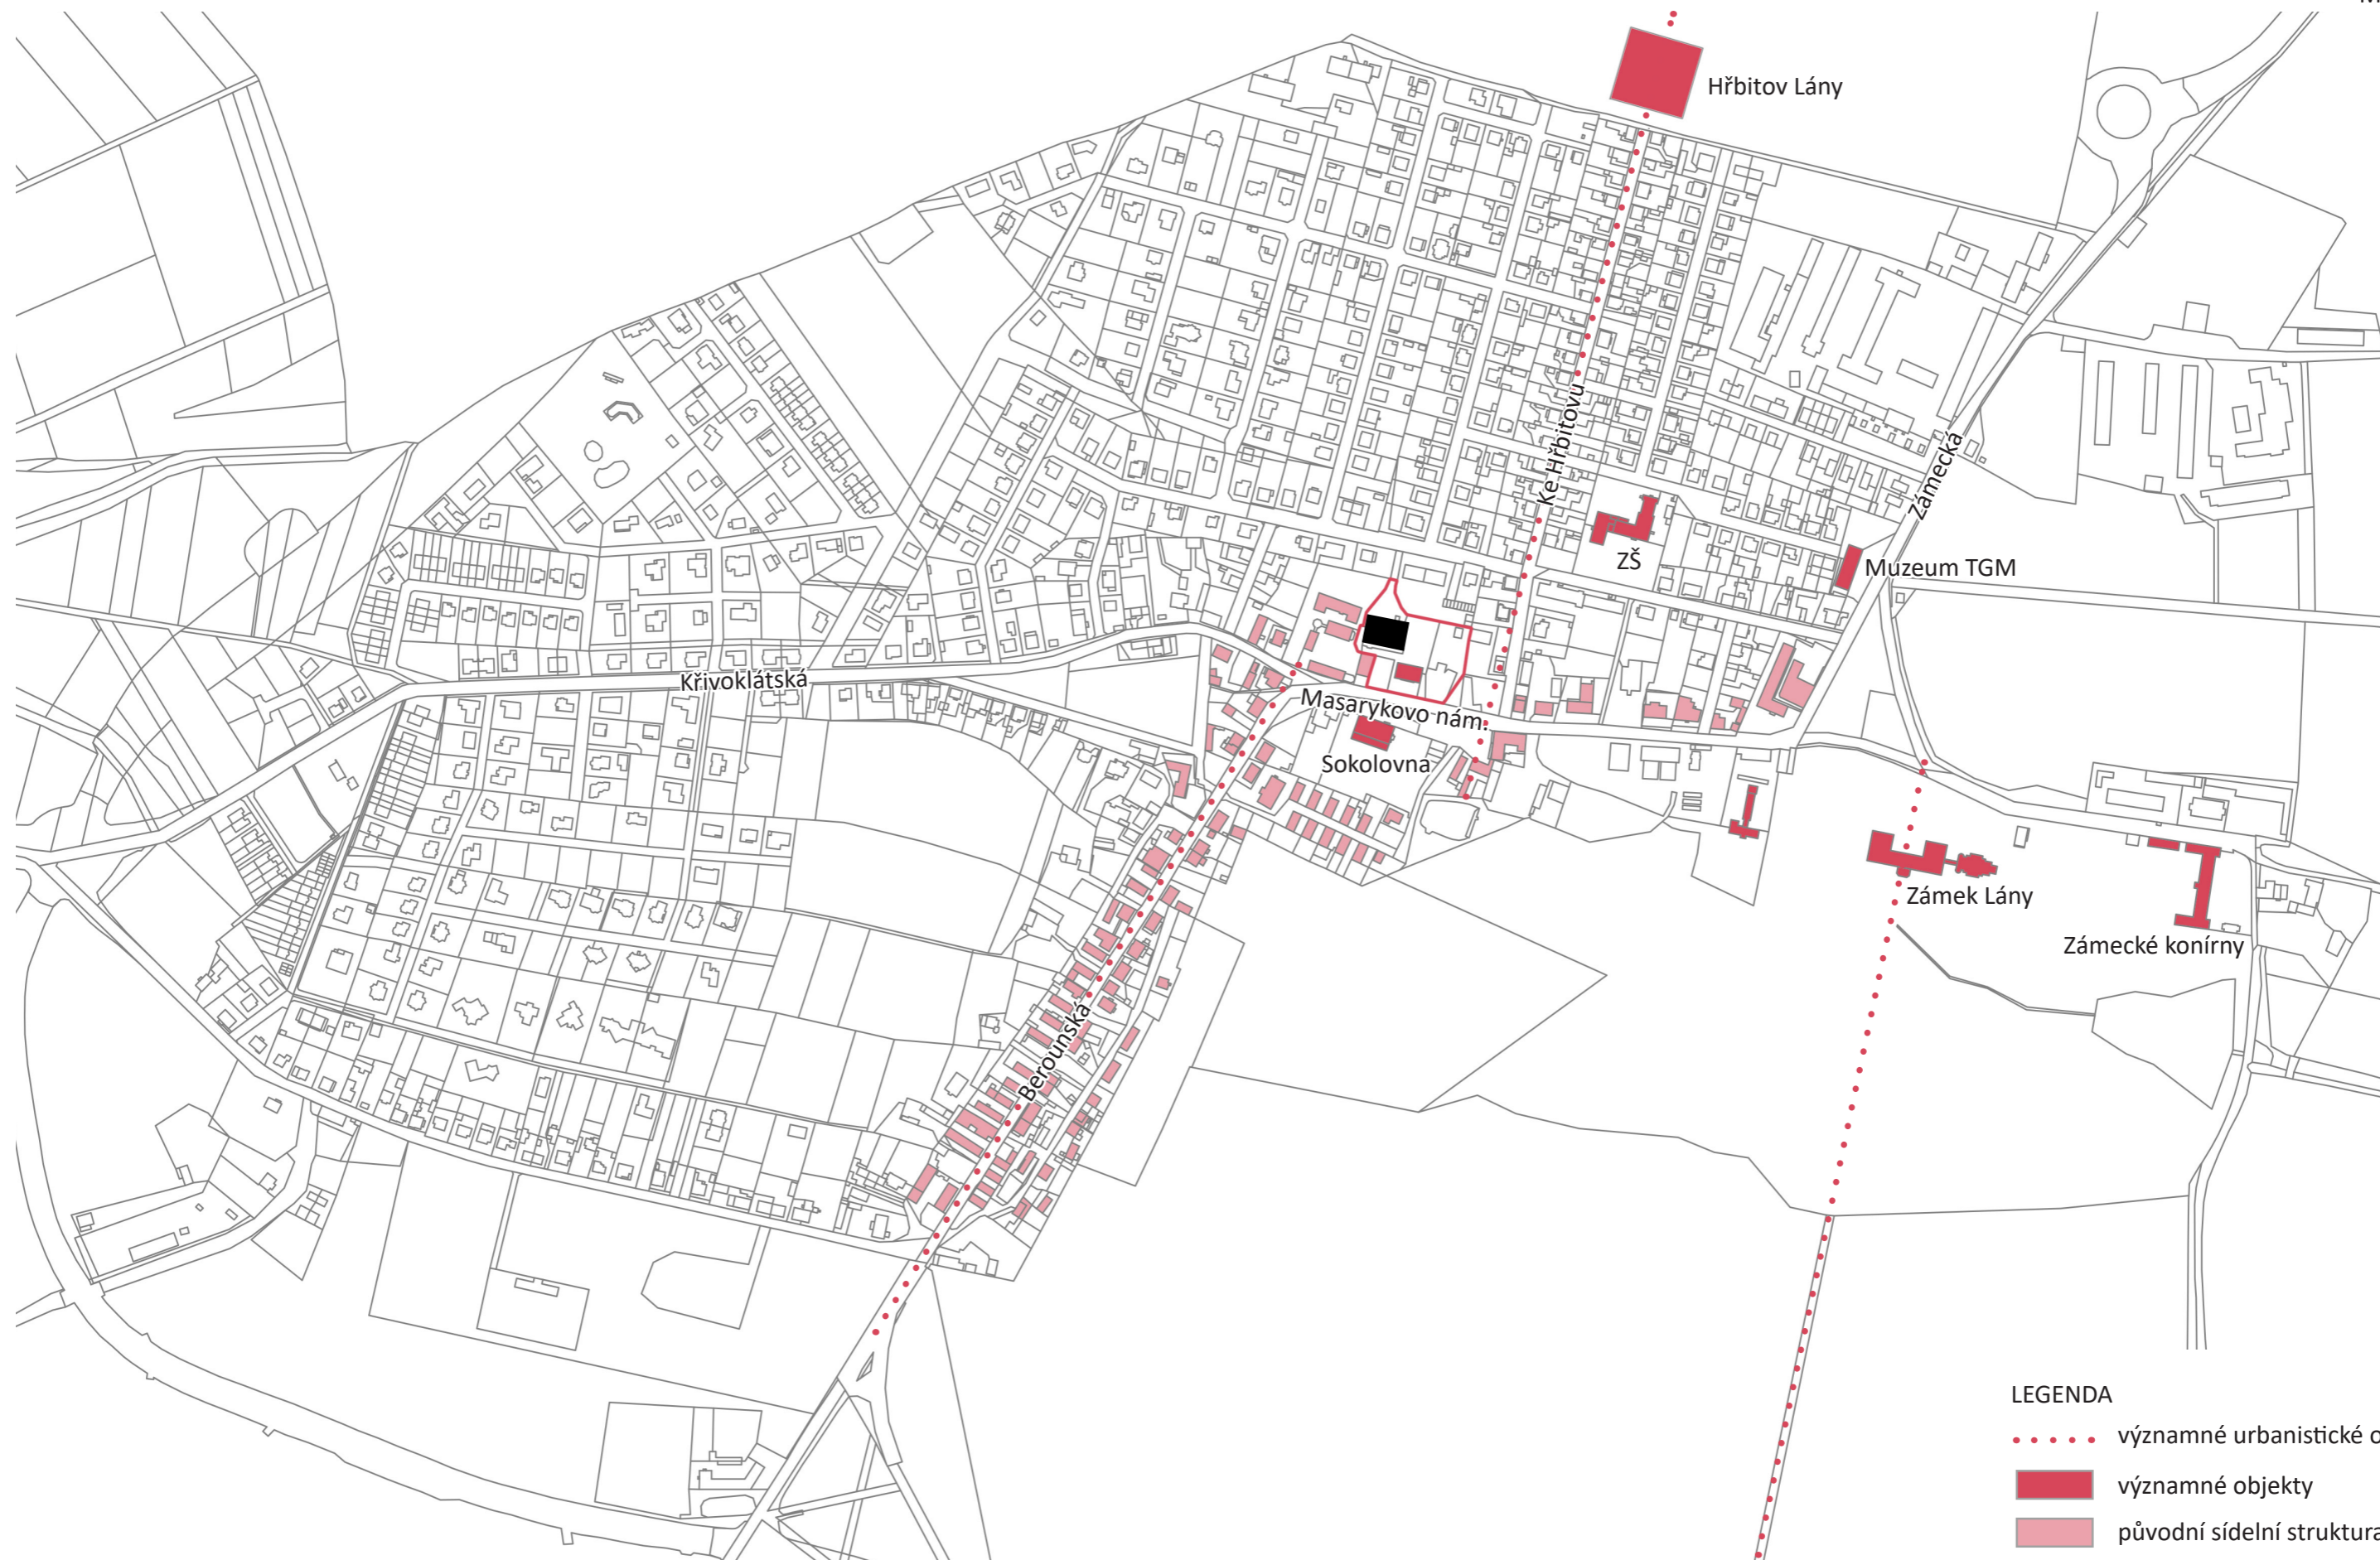 Hřbitov Lány
Ke Hřbitovu
Zámecká
ZŠ
Muzeum TGM
Křivoklátská
Masarykovo nám.
Sokolovna
Zámek Lány
Zámecké konírny
Berounská
LEGENDA
významné urbanistické
významné objekty
původní sídelní struktura